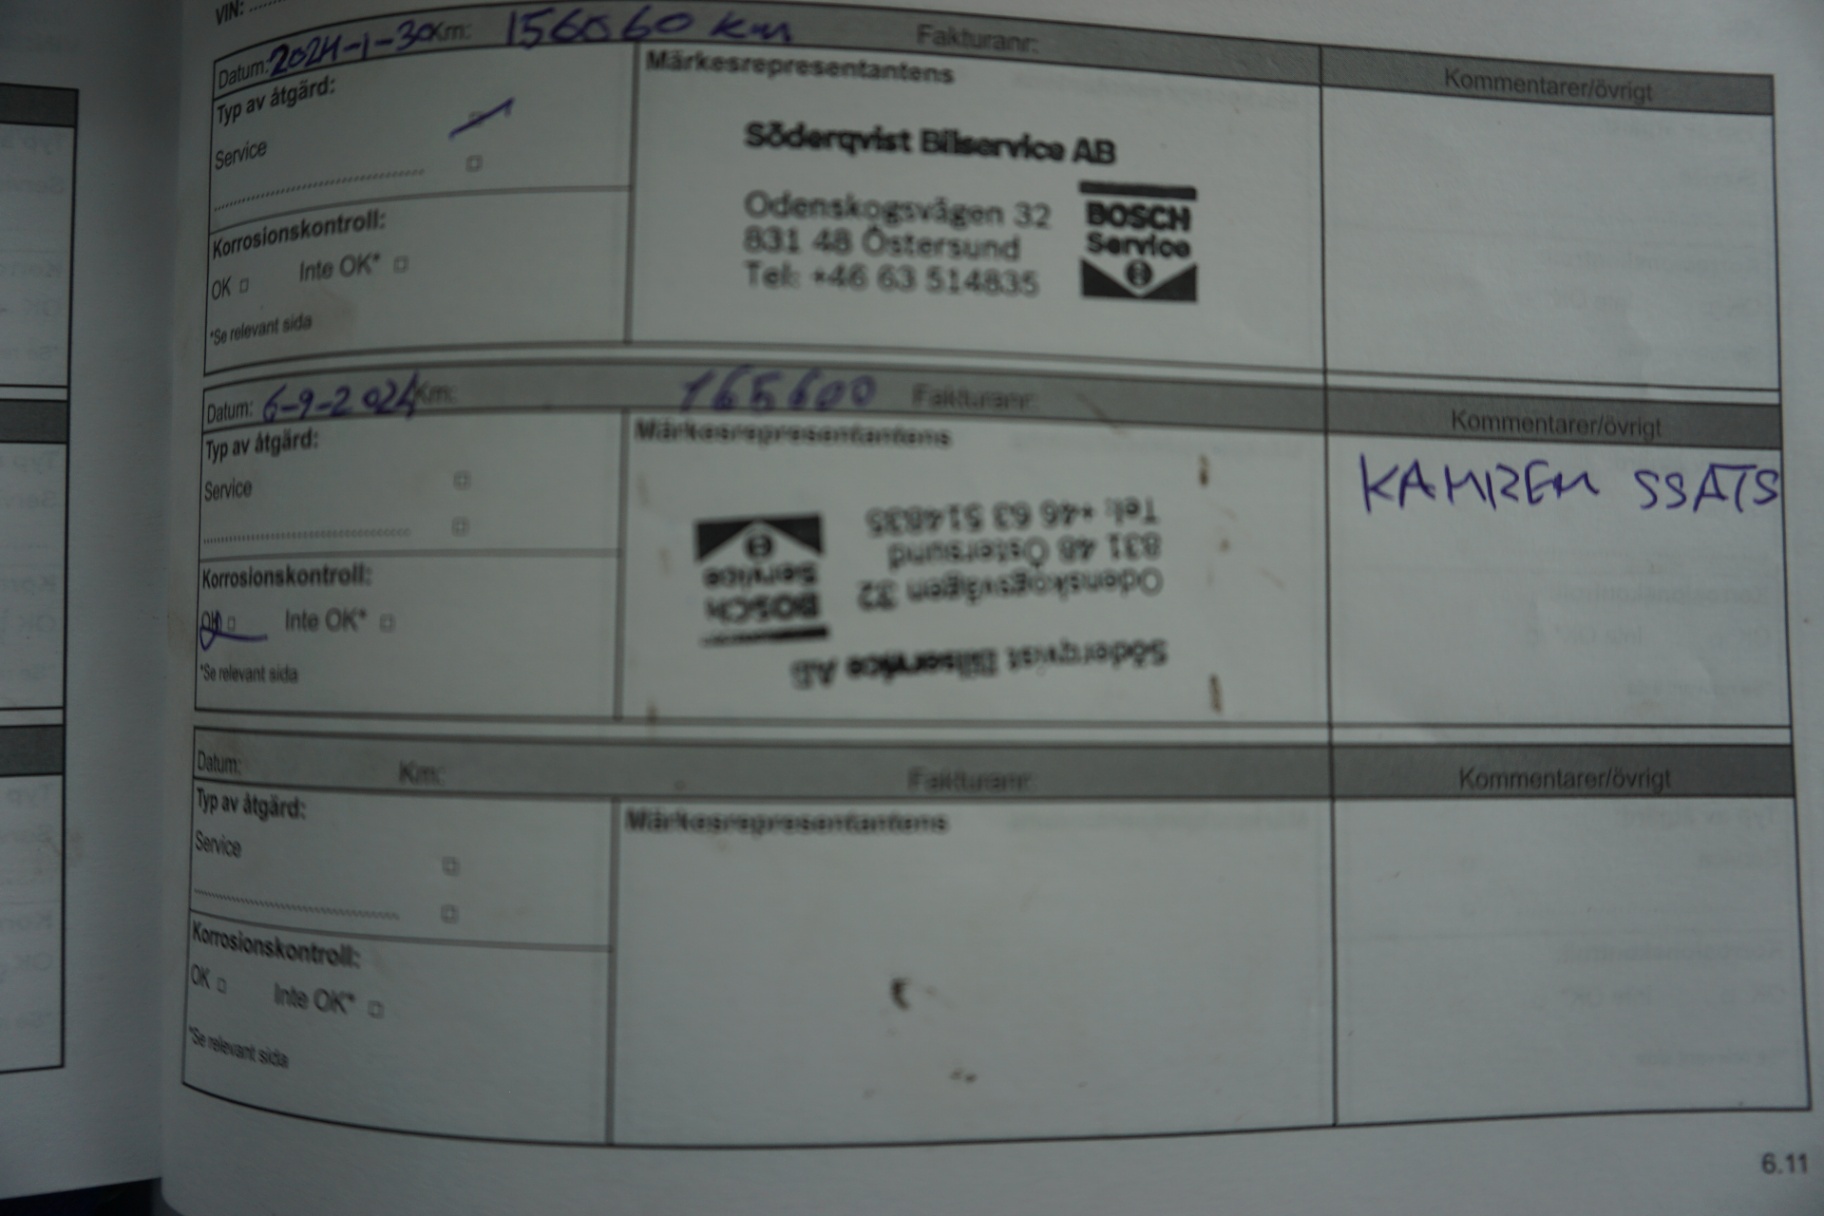 VIN:
Datum: 2024-1-30 Km: 156060 km Fakturanr:
Typ av åtgärd:
Service
Korrosionskontroll:
OK Inte OK*
*Se relevant sida
Märkesrepresentantens
Söderqvist Bilservice AB
Odenskogsvägen 32
831 48 Östersund
Tel: +46 63 514835
BOSCH
Service
Kommentarer/övrigt
Datum: 6-9-2024 Km: 165600 Fakturanr:
Typ av åtgärd:
Service
Korrosionskontroll:
OK Inte OK*
*Se relevant sida
Märkesrepresentantens
Söderqvist Bilservice AB
Odenskogsvägen 32
831 48 Östersund
Tel: +46 63 514835
BOSCH
Service
Kommentarer/övrigt
KAMREM SSATS
Datum: Km: Fakturanr:
Typ av åtgärd:
Service
Korrosionskontroll:
OK Inte OK*
*Se relevant sida
Märkesrepresentantens
Kommentarer/övrigt
6.11